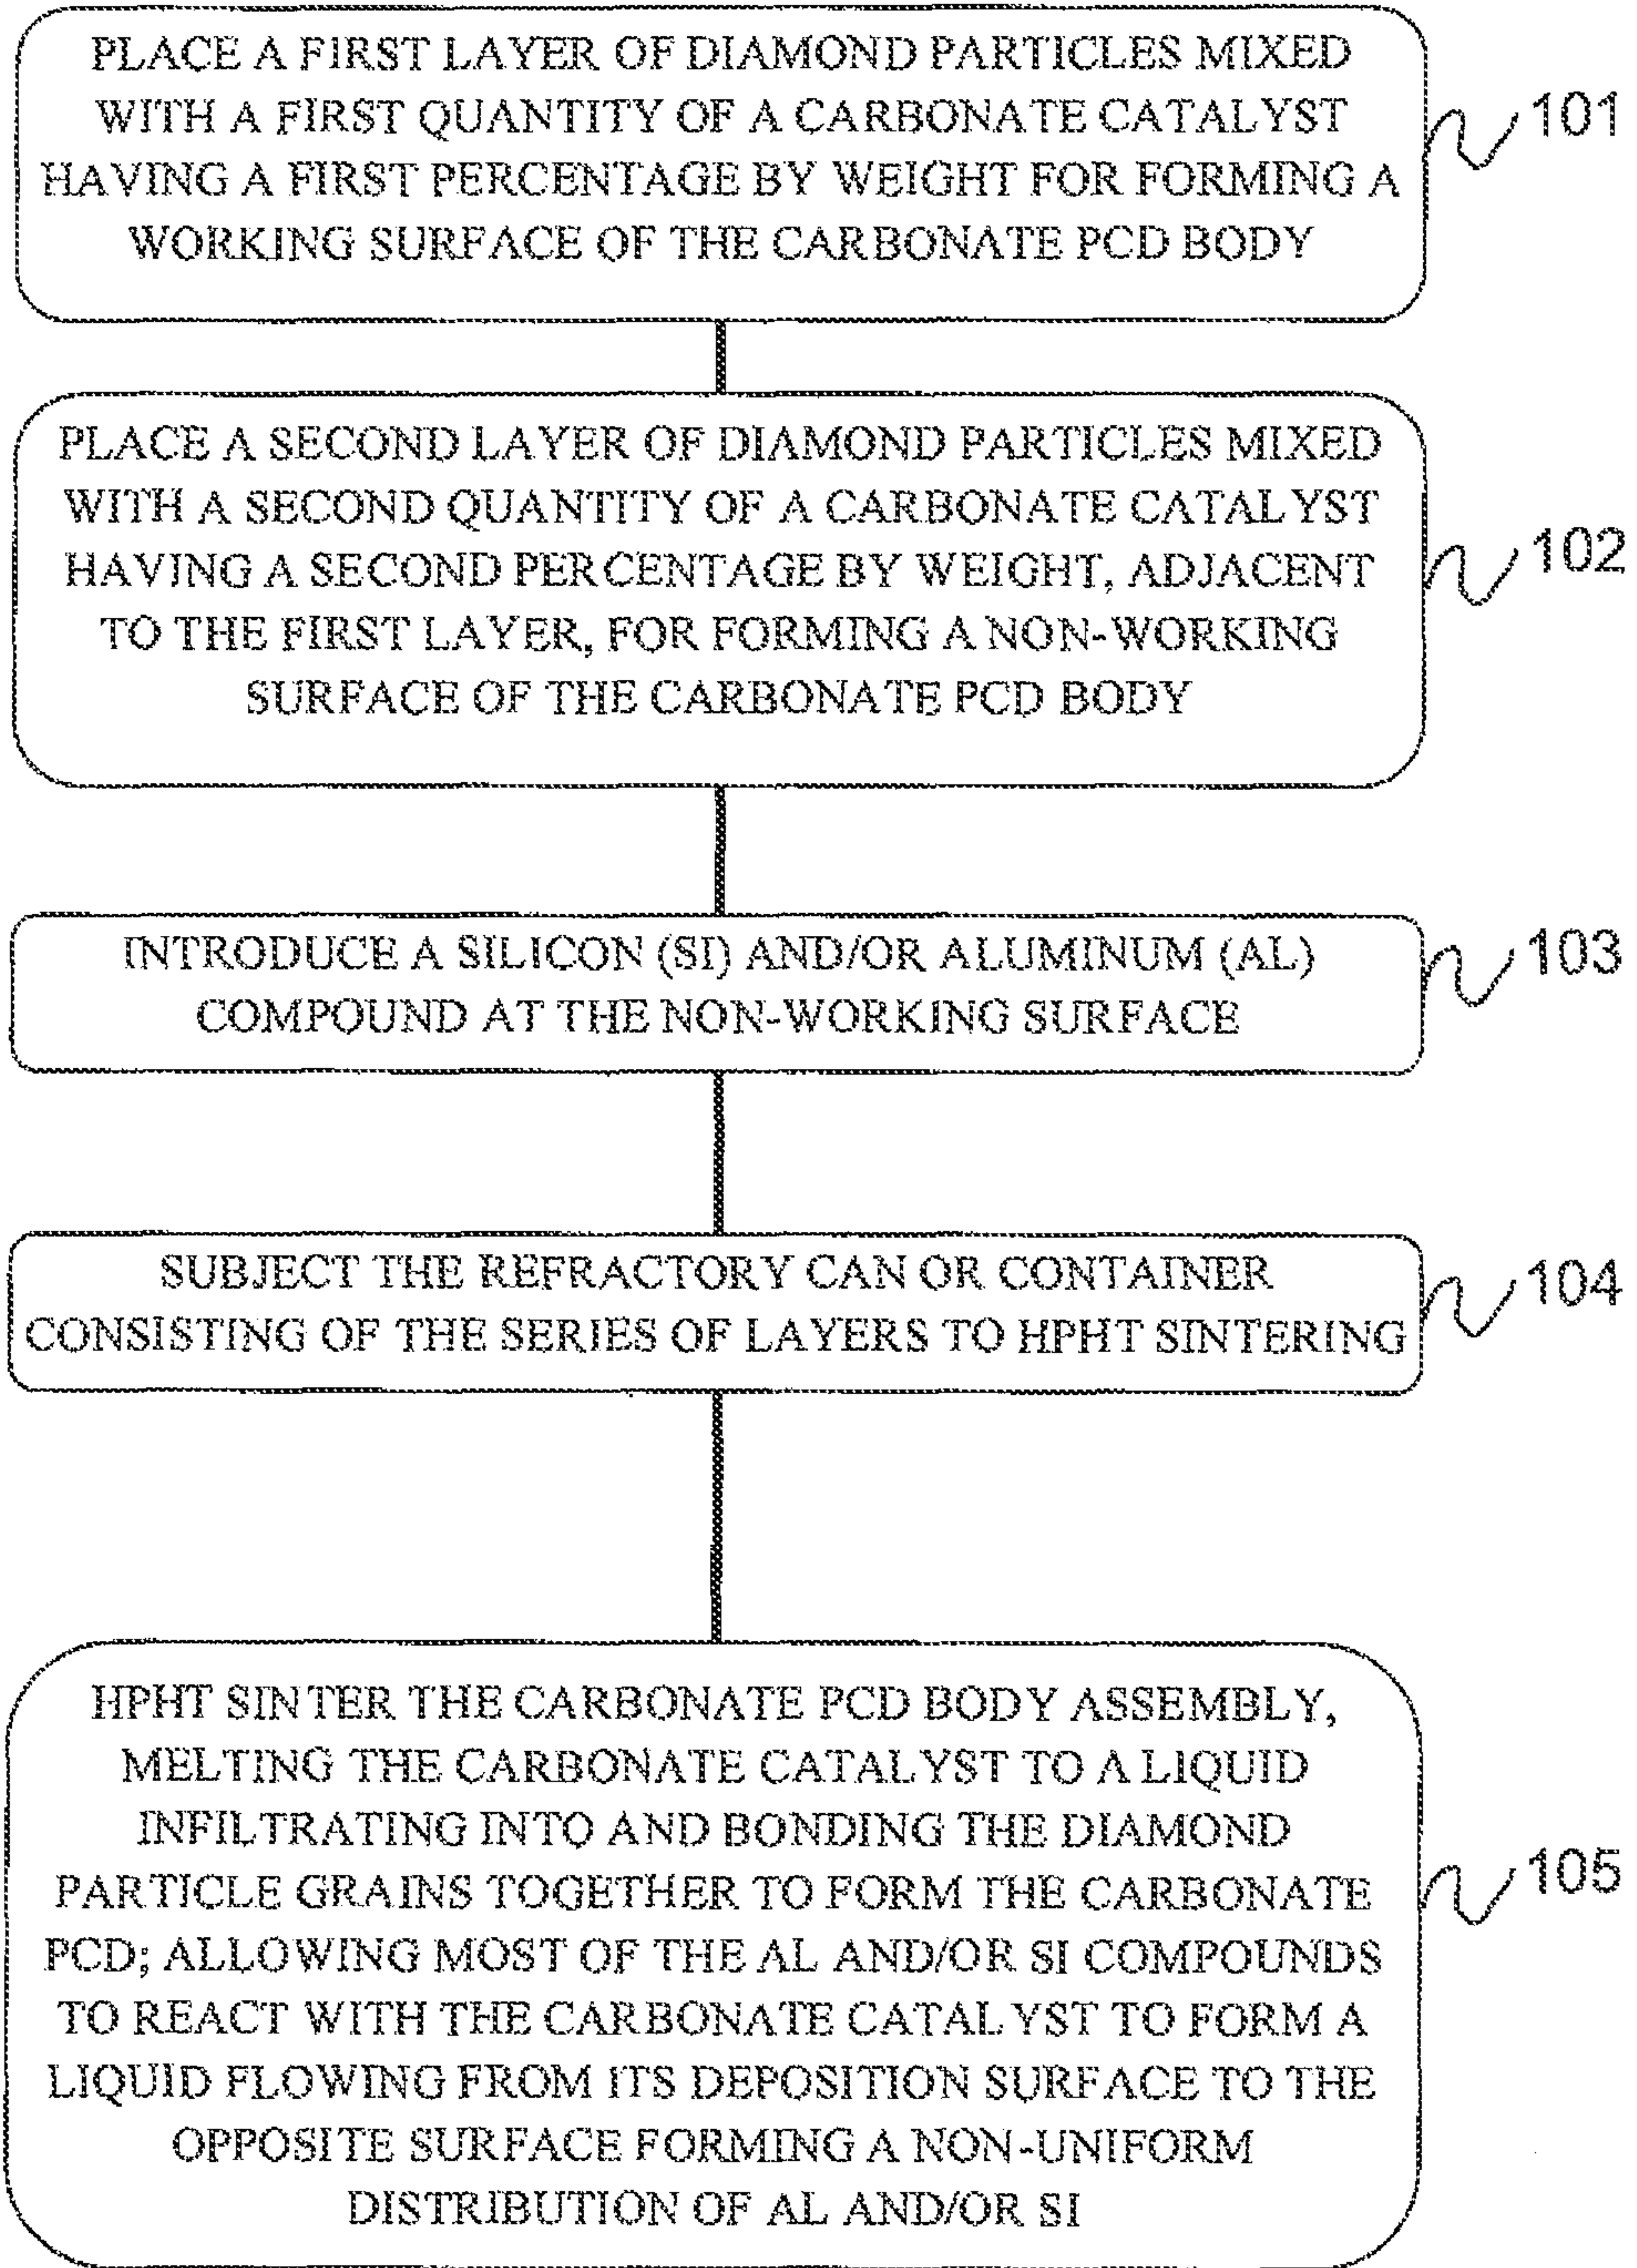 PLACE A FIRST LAYER OF DIAMOND PARTICLES MIXED
WITH A FIRST QUANTITY OF A CARBONATE CATALYST
HAVING A FIRST PERCENTAGE BY WEIGHT FOR FORMING A
WORKING SURFACE OF THE CARBONATE PCD BODY
101
PLACE A SECOND LAYER OF DIAMOND PARTICLES MIXED
WITH A SECOND QUANTITY OF A CARBONATE CATALYST
HAVING A SECOND PERCENTAGE BY WEIGHT, ADJACENT
TO THE FIRST LAYER, FOR FORMING A NON-WORKING
SURFACE OF THE CARBONATE PCD BODY
102
INTRODUCE A SILICON (SI) AND/OR ALUMINUM (AL)
COMPOUND AT THE NON-WORKING SURFACE
103
SUBJECT THE REFRACTORY CAN OR CONTAINER
CONSISTING OF THE SERIES OF LAYERS TO HPHT SINTERING
104
HPHT SINTER THE CARBONATE PCD BODY ASSEMBLY,
MELTING THE CARBONATE CATALYST TO A LIQUID
INFILTRATING INTO AND BONDING THE DIAMOND
PARTICLE GRAINS TOGETHER TO FORM THE CARBONATE
PCD; ALLOWING MOST OF THE AL AND/OR SI COMPOUNDS
TO REACT WITH THE CARBONATE CATALYST TO FORM A
LIQUID FLOWING FROM ITS DEPOSITION SURFACE TO THE
OPPOSITE SURFACE FORMING A NON-UNIFORM
DISTRIBUTION OF AL AND/OR SI
105